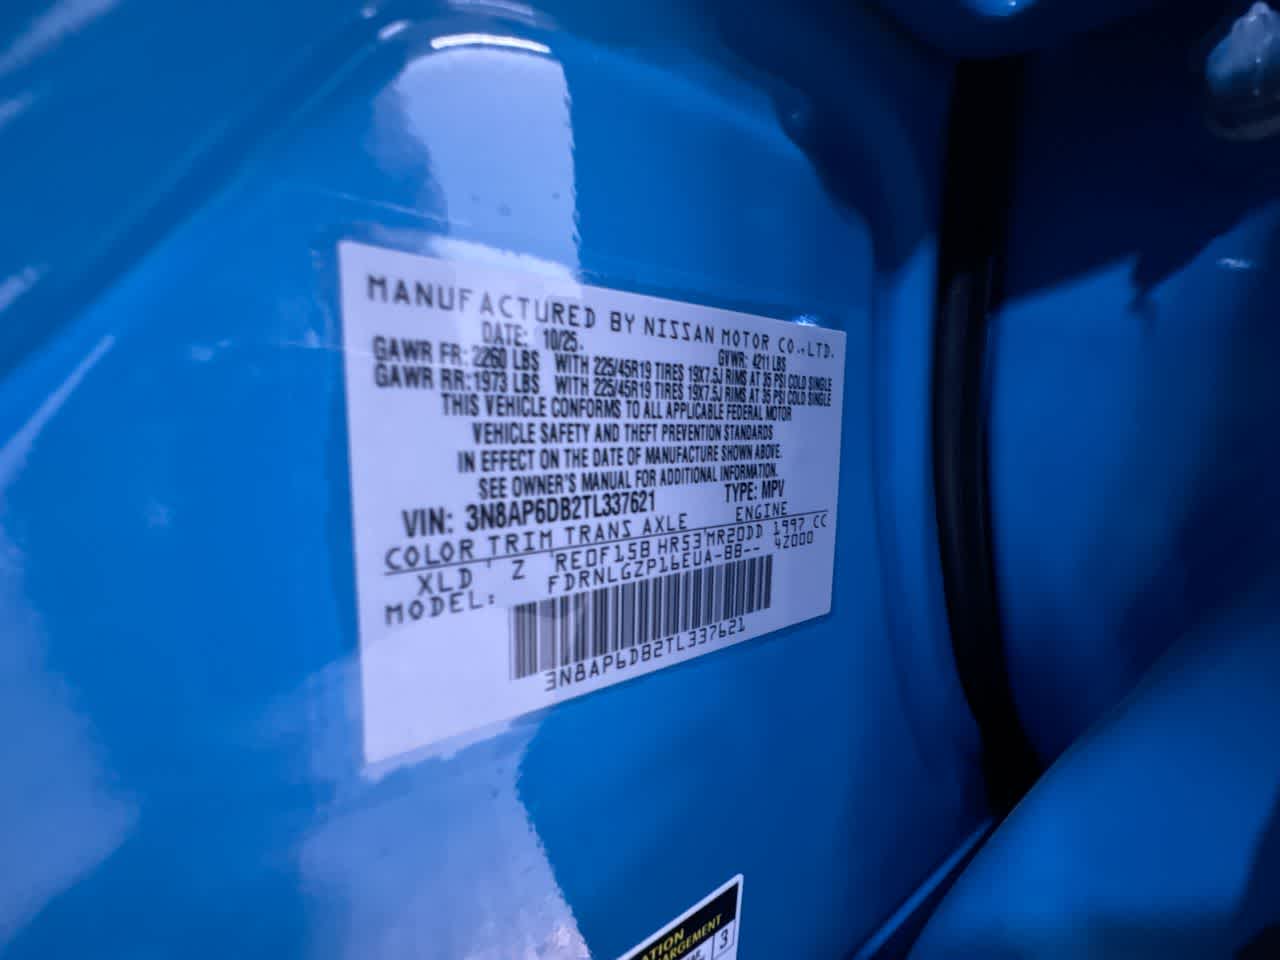 MANUFACTURED BY NISSAN MOTOR CO.,LTD.
DATE: 10/25. GVWR: 4211 LBS
GAWR FR: 2260 LBS WITH 225/45R19 TIRES 19X7.5J RIMS AT 35 PSI COLD SINGLE
GAWR RR: 1973 LBS WITH 225/45R19 TIRES 19X7.5J RIMS AT 35 PSI COLD SINGLE
THIS VEHICLE CONFORMS TO ALL APPLICABLE FEDERAL MOTOR
VEHICLE SAFETY AND THEFT PREVENTION STANDARDS
IN EFFECT ON THE DATE OF MANUFACTURE SHOWN ABOVE.
SEE OWNER'S MANUAL FOR ADDITIONAL INFORMATION.
VIN: 3N8AP6DB2TL337621 TYPE: MPV
COLOR TRIM TRANS AXLE ENGINE
XLD Z RE0F15B HR53 MR20DD 1997 CC
MODEL: FDRNLGZP16EUA-BB-- 42000
3N8AP6DB2TL337621
3